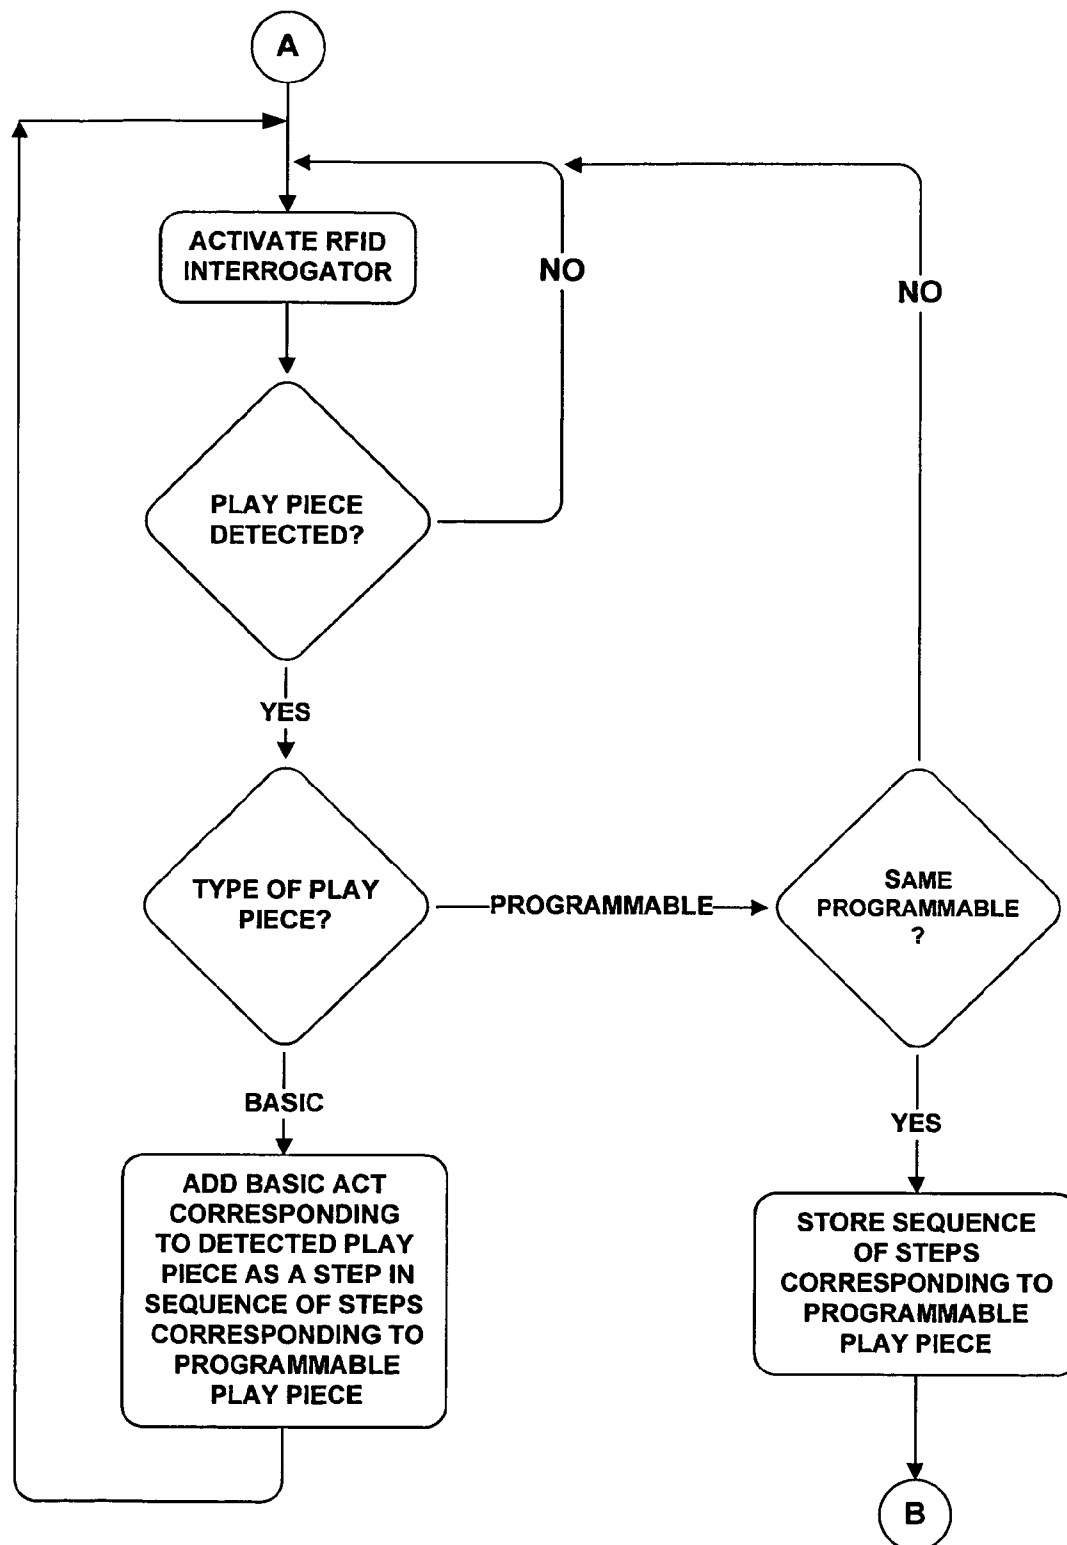 A
ACTIVATE RFID
INTERROGATOR
NO
NO
PLAY PIECE
DETECTED?
YES
TYPE OF PLAY
PIECE?
PROGRAMMABLE
SAME
PROGRAMMABLE
?
BASIC
YES
ADD BASIC ACT
CORRESPONDING
TO DETECTED PLAY
PIECE AS A STEP IN
SEQUENCE OF STEPS
CORRESPONDING TO
PROGRAMMABLE
PLAY PIECE
STORE SEQUENCE
OF STEPS
CORRESPONDING TO
PROGRAMMABLE
PLAY PIECE
B